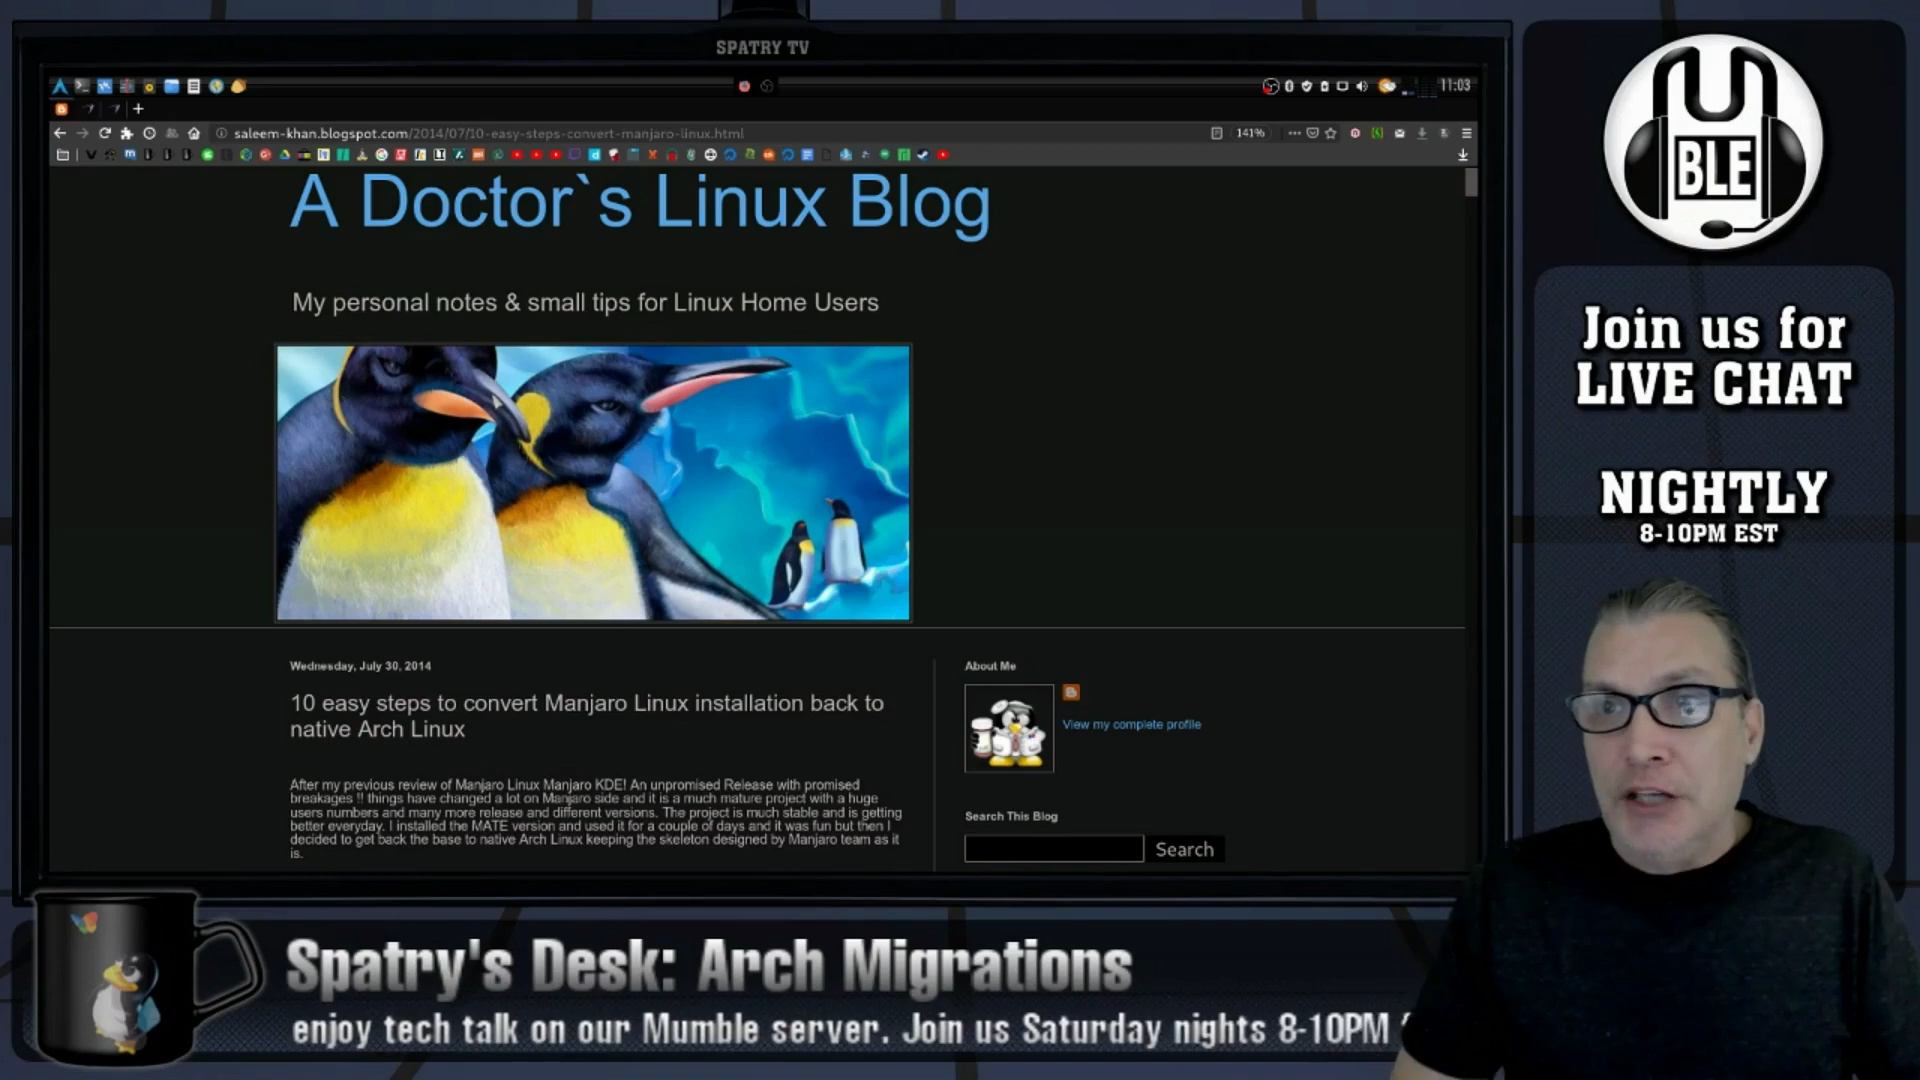 SPATRY TV
11:03
saleem-khan.blogspot.com/2014/07/10-easy-steps-convert-manjaro-linux.html
141%
A Doctor`s Linux Blog
My personal notes & small tips for Linux Home Users
Wednesday, July 30, 2014
10 easy steps to convert Manjaro Linux installation back to
native Arch Linux
After my previous review of Manjaro Linux Manjaro KDE! An unpromised Release with promised
breakages !! things have changed a lot on Manjaro side and it is a much mature project with a huge
users numbers and many more release and different versions. The project is much stable and is getting
better everyday. I installed the MATE version and used it for a couple of days and it was fun but then I
decided to get back the base to native Arch Linux keeping the skeleton designed by Manjaro team as it
is.
About Me
View my complete profile
Search This Blog
Search
BLE
Join us for
LIVE CHAT
NIGHTLY
8-10PM EST
Spatry's Desk: Arch Migrations
enjoy tech talk on our Mumble server. Join us Saturday nights 8-10PM